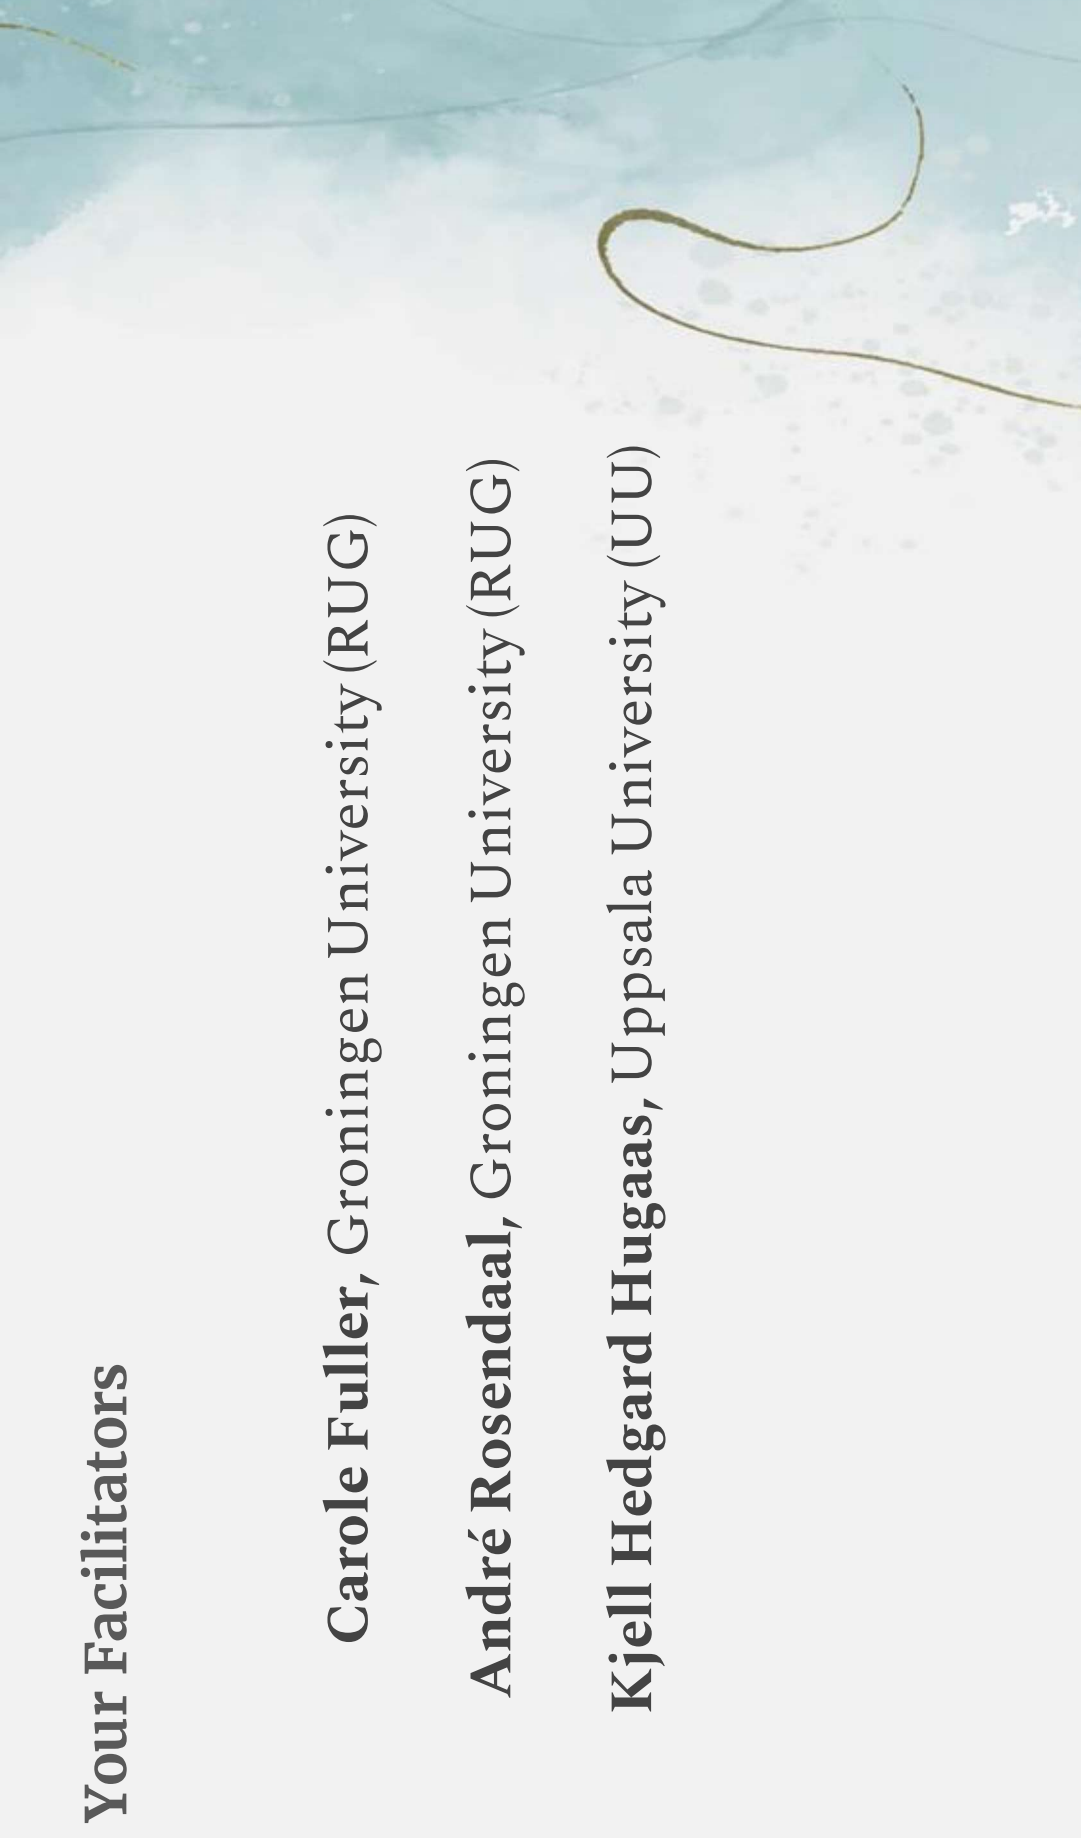 Your Facilitators
Carole Fuller, Groningen University (RUG)
André Rosendaal, Groningen University (RUG)
Kjell Hedgard Hugaas, Uppsala University (UU)